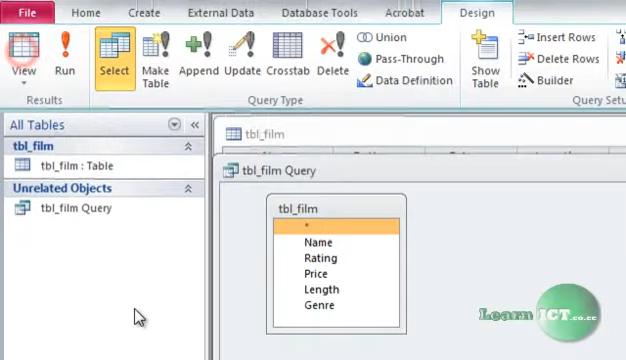 File Home Create External Data Database Tools Acrobat Design
View Run Select Make Table Append Update Crosstab Delete
Union
Pass-Through
Data Definition
Show Table
Insert Rows
Delete Rows
Builder
Results Query Type Query Setu
All Tables
tbl_film
tbl_film : Table
Unrelated Objects
tbl_film Query
tbl_film
tbl_film Query
tbl_film
*
Name
Rating
Price
Length
Genre
Learn ICT.co.cc